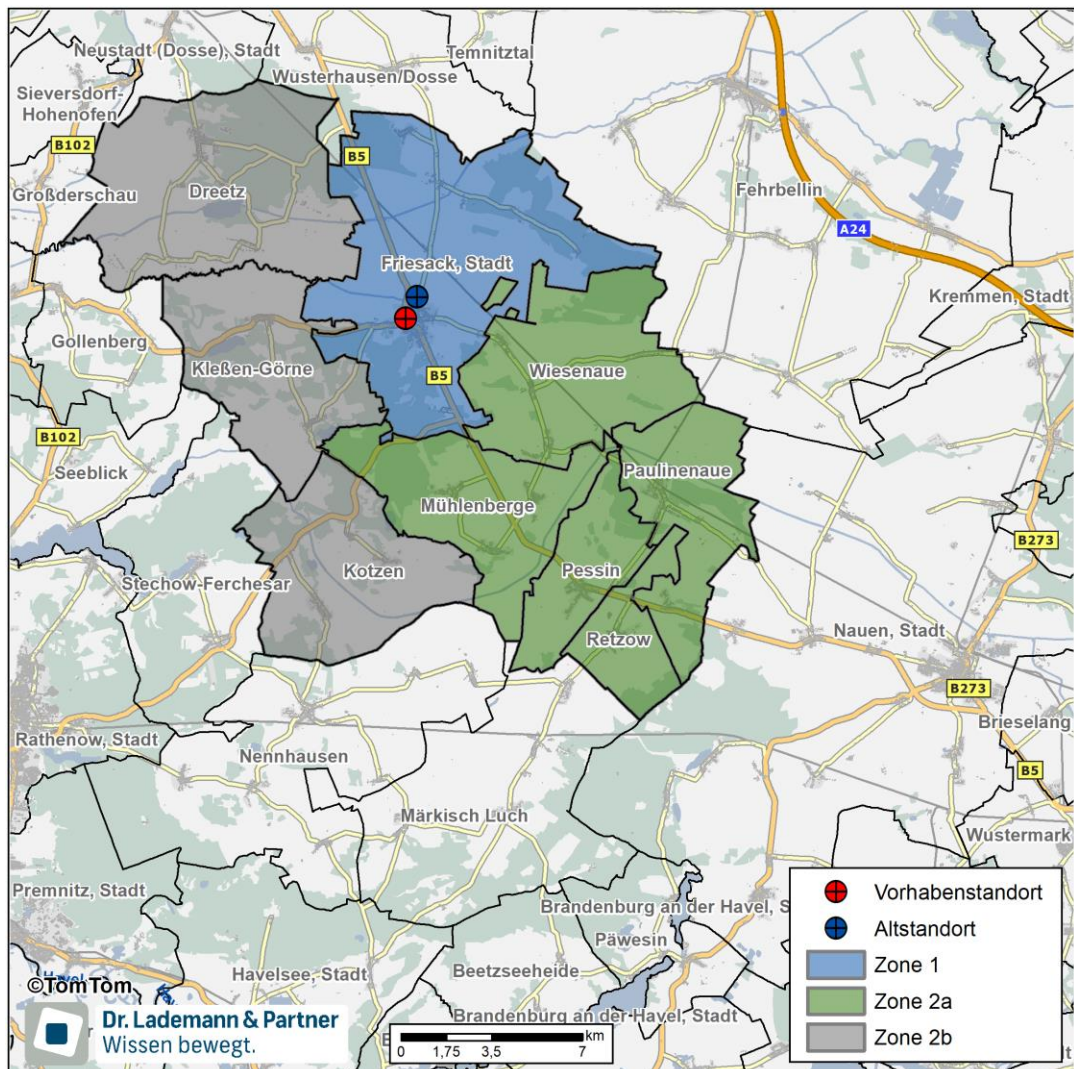 Neustadt (Dosse), Stadt
Temnitztal
Wusterhausen/Dosse
Sieversdorf-
Hohenofen
B102
B5
Großderschau
Dreetz
Fehrbellin
A24
Friesack, Stadt
Kremmen, Stadt
Gollenberg
Kleßen-Görne
Wiesenaue
B5
B102
Seeblick
Paulinenaue
Mühlenberge
B273
Stechow-Ferchesar
Kotzen
Pessin
Retzow
Nauen, Stadt
B273
Brieselang
Rathenow, Stadt
Nennhausen
B5
Märkisch Luch
Wustermark
Premnitz, Stadt
Brandenburg an der Havel, S
Päwesin
Havelsee, Stadt
Beetzseeheide
Brandenburg an der Havel, Stadt
©TomTom
Dr. Lademann & Partner
Wissen bewegt.
km
0 1,75 3,5 7
Vorhabenstandort
Altstandort
Zone 1
Zone 2a
Zone 2b